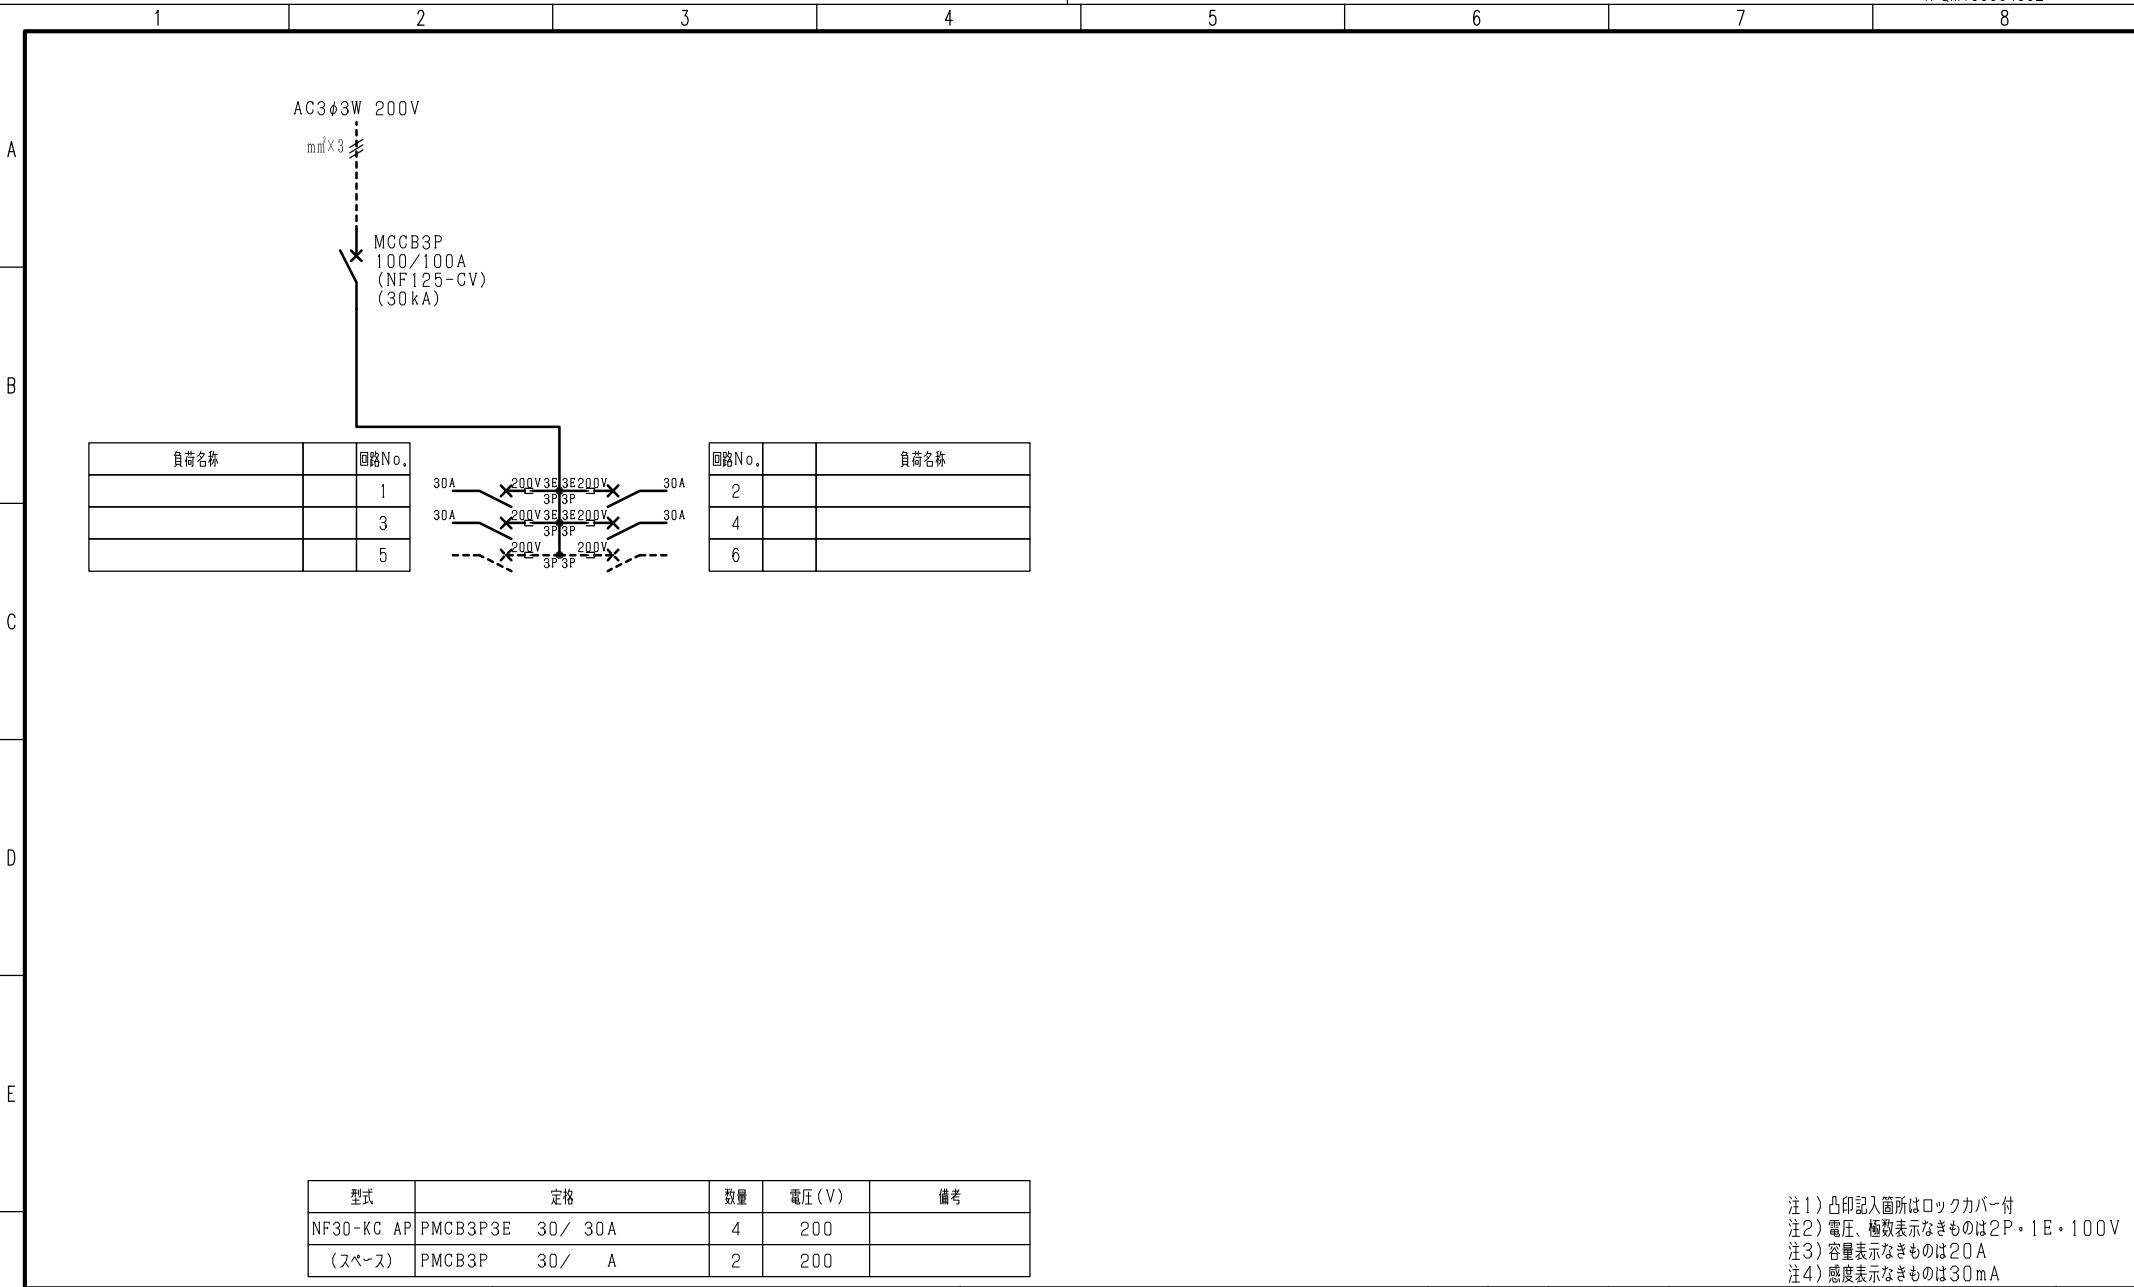 1 2 3 4 5 6 7 8
A
B
C
D
E
AC3φ3W 200V
mm²×3
MCCB3P
100/100A
(NF125-CV)
(30kA)
負荷名称 回路No.
1
3
5
30A 200V 3E 3E 200V 30A
3P 3P
30A 200V 3E 3E 200V 30A
3P 3P
200V 200V
3P 3P
回路No. 負荷名称
2
4
6
型式 定格 数量 電圧(V) 備考
NF30-KC AP PMCB3P3E 30/ 30A 4 200
(スペース) PMCB3P 30/ A 2 200
注1)凸印記入箇所はロックカバー付
注2)電圧、極数表示なきものは2P・1E・100V
注3)容量表示なきものは20A
注4)感度表示なきものは30mA